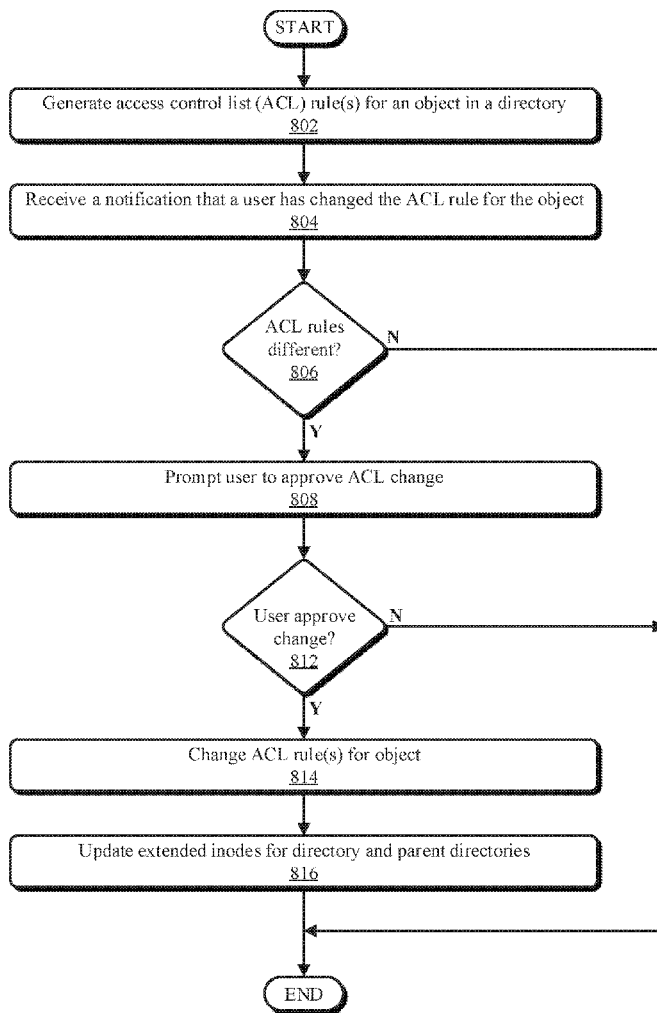 START
Generate access control list (ACL) rule(s) for an object in a directory
802
Receive a notification that a user has changed the ACL rule for the object
804
ACL rules
different?
806
N
Y
Prompt user to approve ACL change
808
User approve
change?
812
N
Y
Change ACL rule(s) for object
814
Update extended inodes for directory and parent directories
816
END